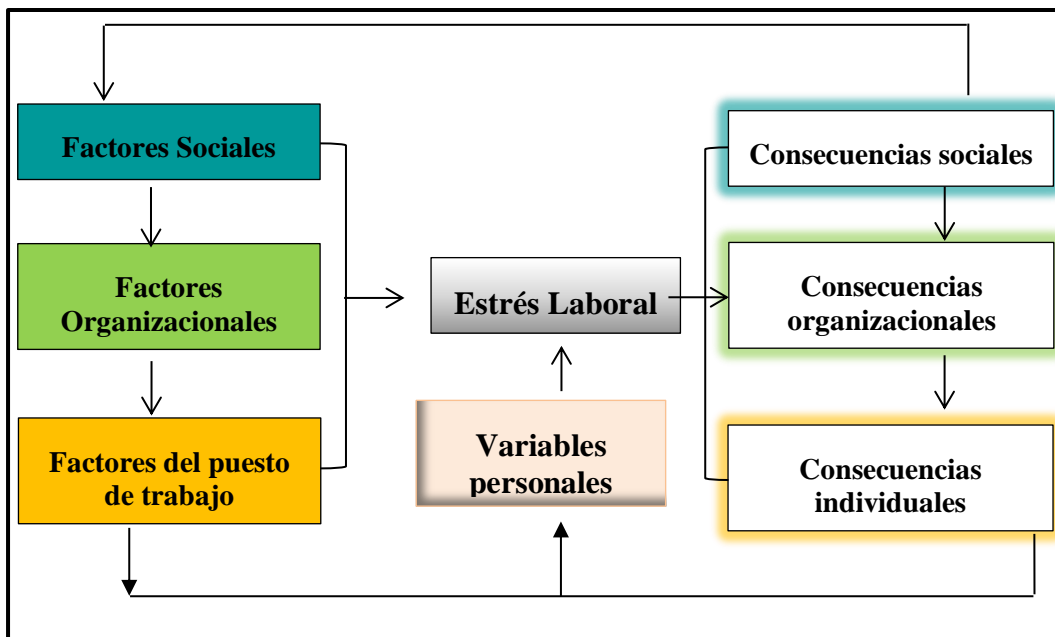 Factores Sociales
Factores
Organizacionales
Factores del puesto
de trabajo
Estrés Laboral
Variables
personales
Consecuencias sociales
Consecuencias
organizacionales
Consecuencias
individuales